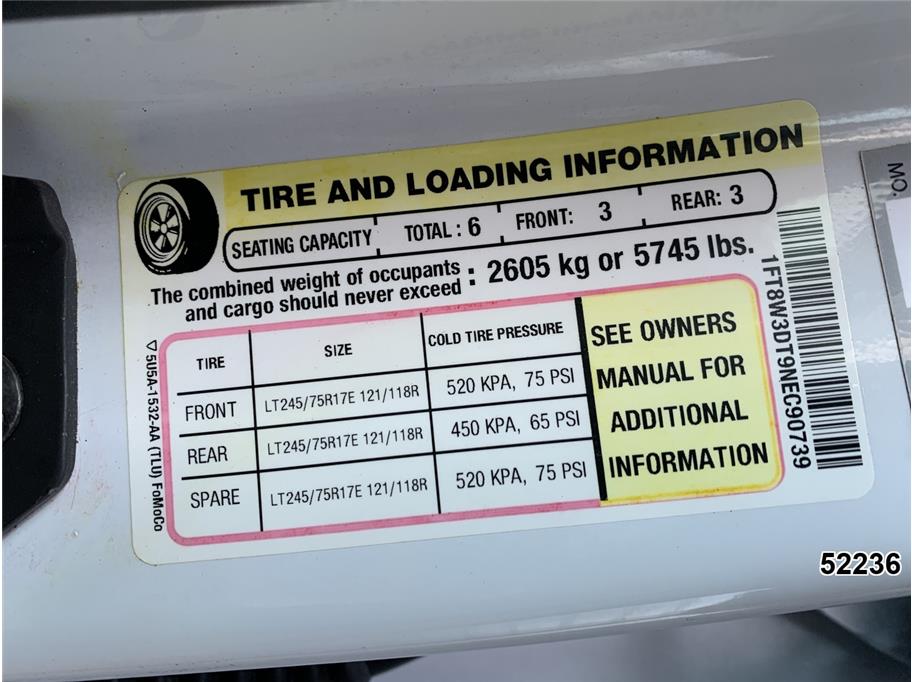 TIRE AND LOADING INFORMATION
SEATING CAPACITY TOTAL : 6 FRONT: 3 REAR: 3
The combined weight of occupants
and cargo should never exceed : 2605 kg or 5745 lbs.
TIRE SIZE COLD TIRE PRESSURE
FRONT LT245/75R17E 121/118R 520 KPA, 75 PSI
REAR LT245/75R17E 121/118R 450 KPA, 65 PSI
SPARE LT245/75R17E 121/118R 520 KPA, 75 PSI
SEE OWNERS
MANUAL FOR
ADDITIONAL
INFORMATION
▽5U5A-1532-AA (TLU) FoMoCo
1FT8W3DT9NEC90739
MO.
52236